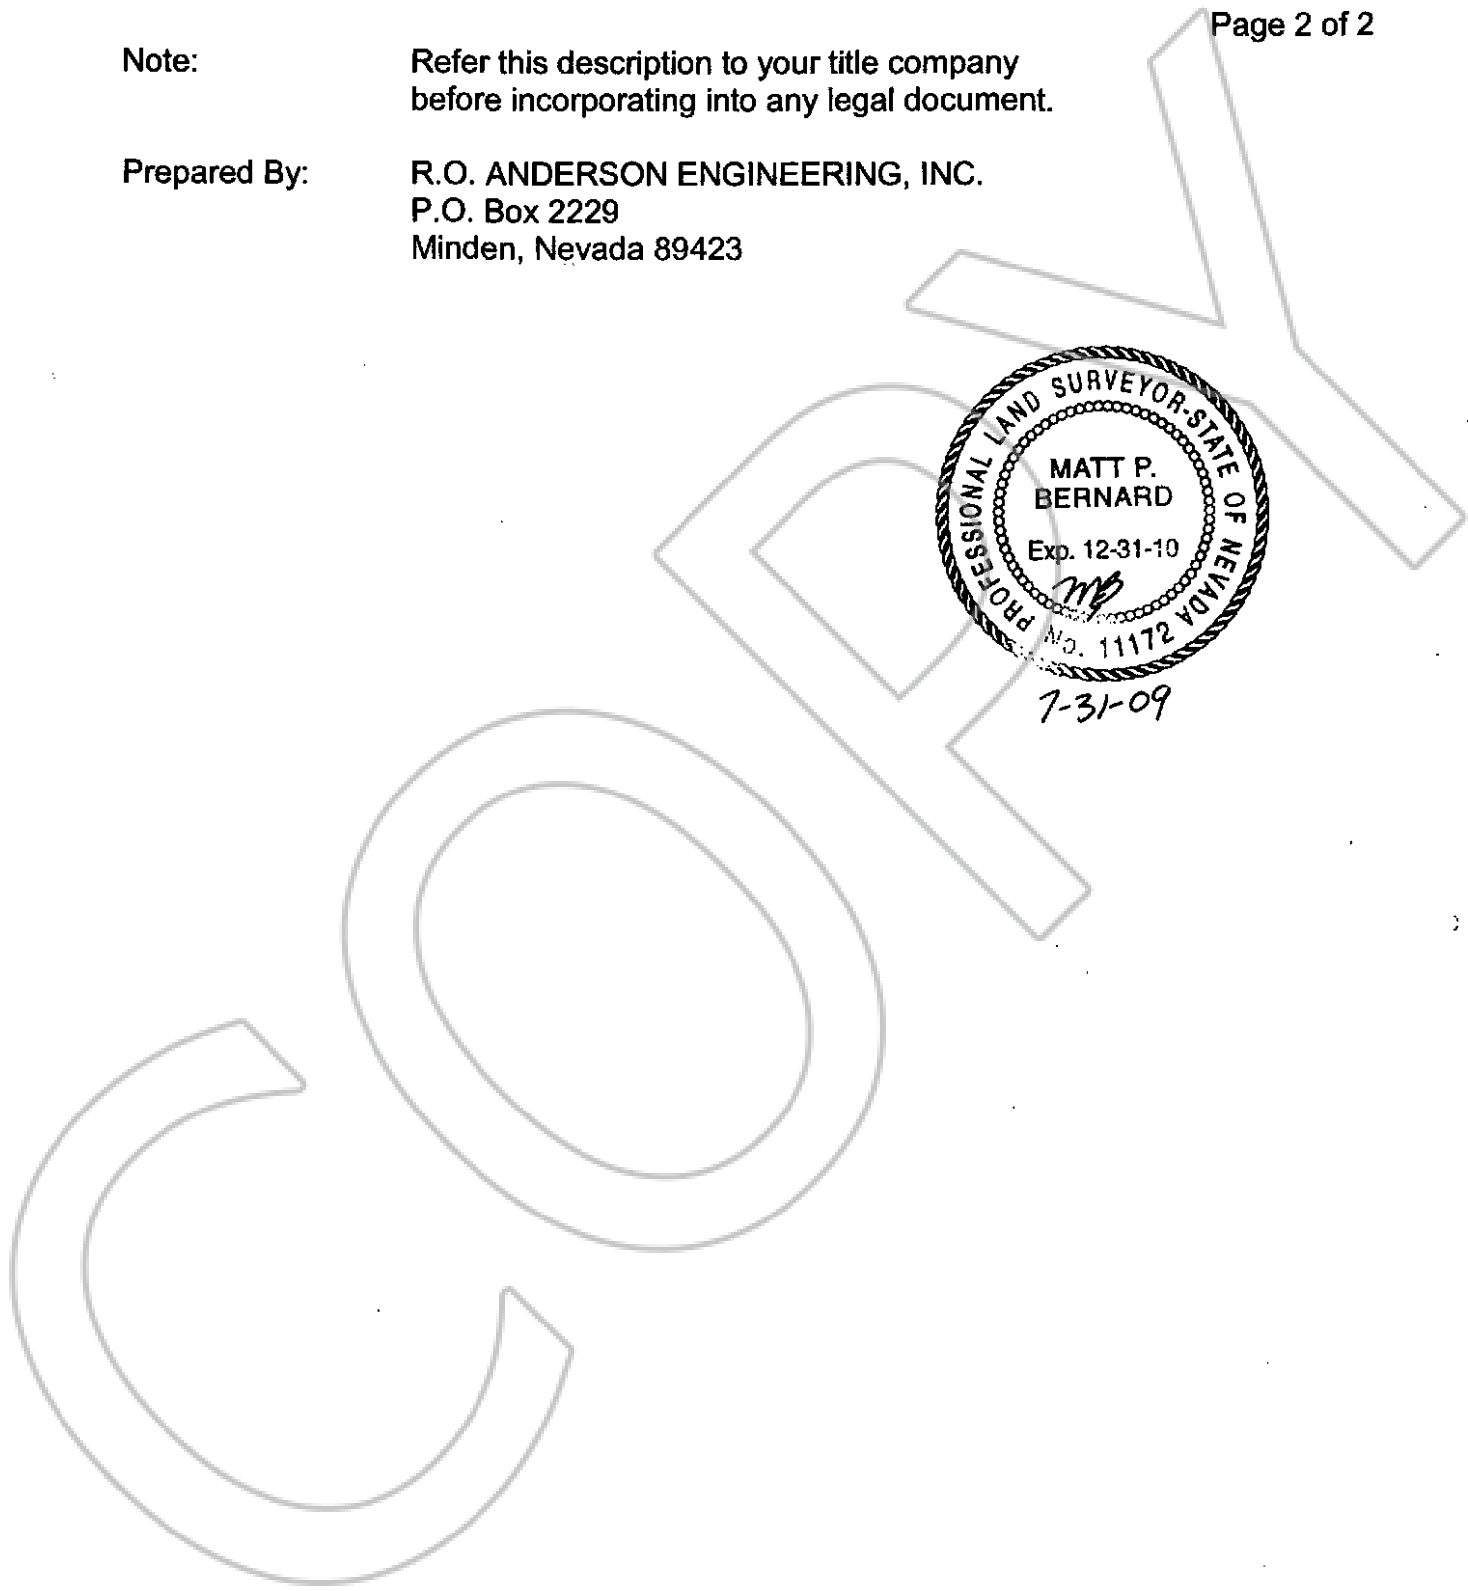 Page 2 of 2
Note: Refer this description to your title company
before incorporating into any legal document.
Prepared By: R.O. ANDERSON ENGINEERING, INC.
P.O. Box 2229
Minden, Nevada 89423
PROFESSIONAL LAND SURVEYOR-STATE OF NEVADA
MATT P.
BERNARD
Exp. 12-31-10
MB
No. 11172
7-31-09
COPY